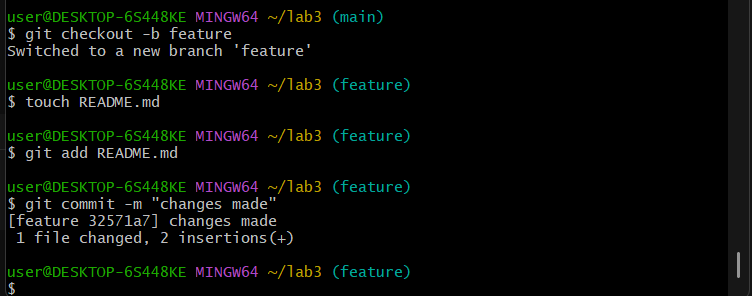 user@DESKTOP-6S448KE MINGW64 ~/lab3 (main)
$ git checkout -b feature
Switched to a new branch 'feature'
user@DESKTOP-6S448KE MINGW64 ~/lab3 (feature)
$ touch README.md
user@DESKTOP-6S448KE MINGW64 ~/lab3 (feature)
$ git add README.md
user@DESKTOP-6S448KE MINGW64 ~/lab3 (feature)
$ git commit -m "changes made"
[feature 32571a7] changes made
 1 file changed, 2 insertions(+)
user@DESKTOP-6S448KE MINGW64 ~/lab3 (feature)
$